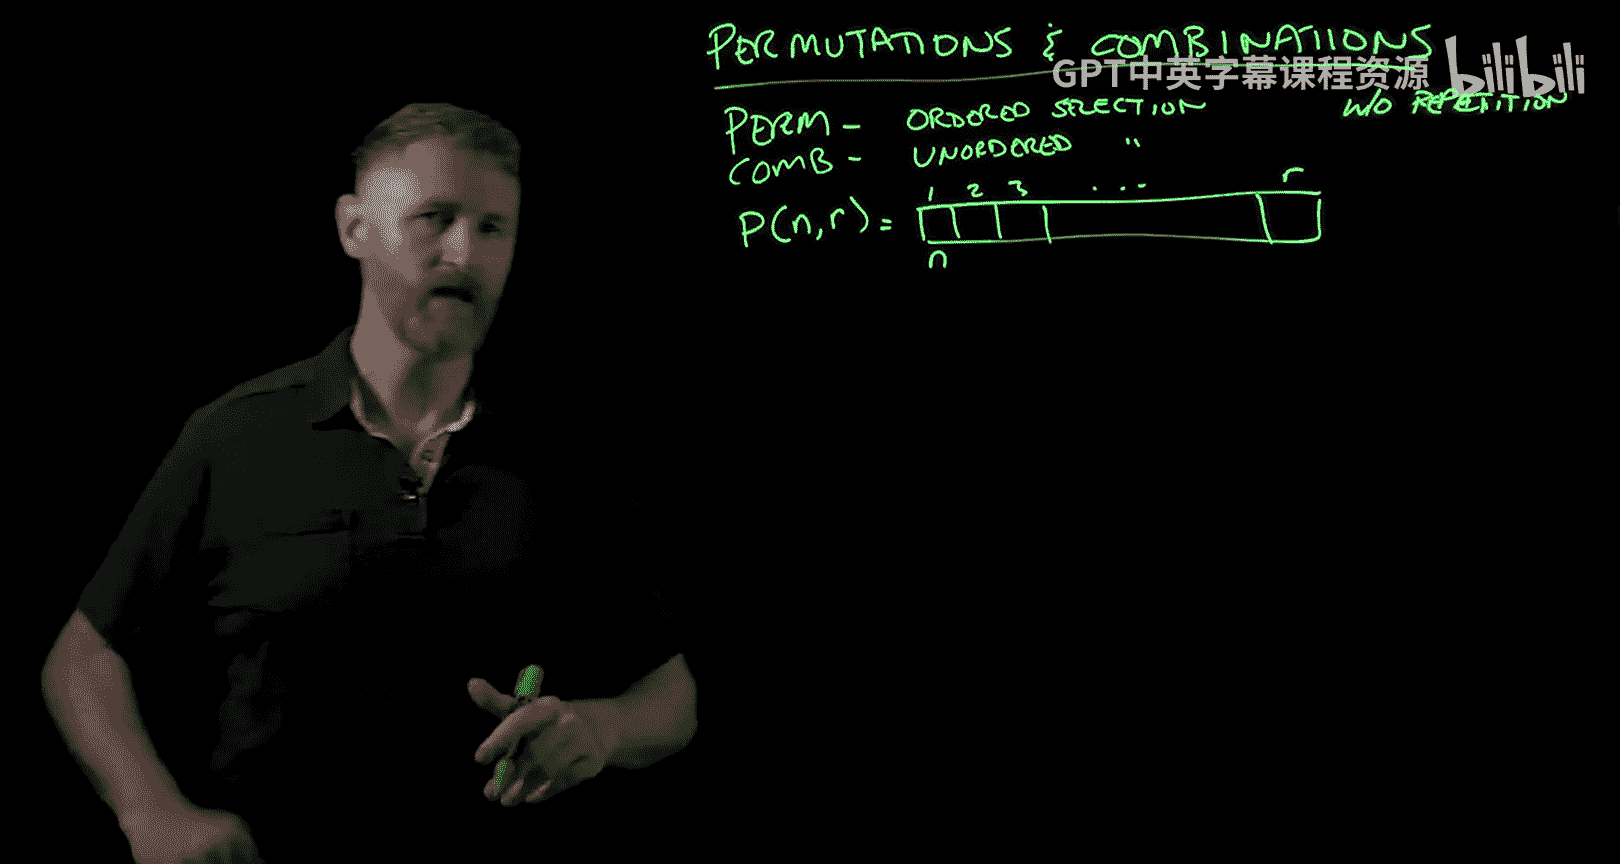 PERMUTATIONS & COMBINATIIONS
GPT中英字幕课程资源 bilibili
PERM - ORDERED SELECTION W/O REPETITION
COMB - UNORDERED "
1 2 3 ... r
P(n,r) =
n